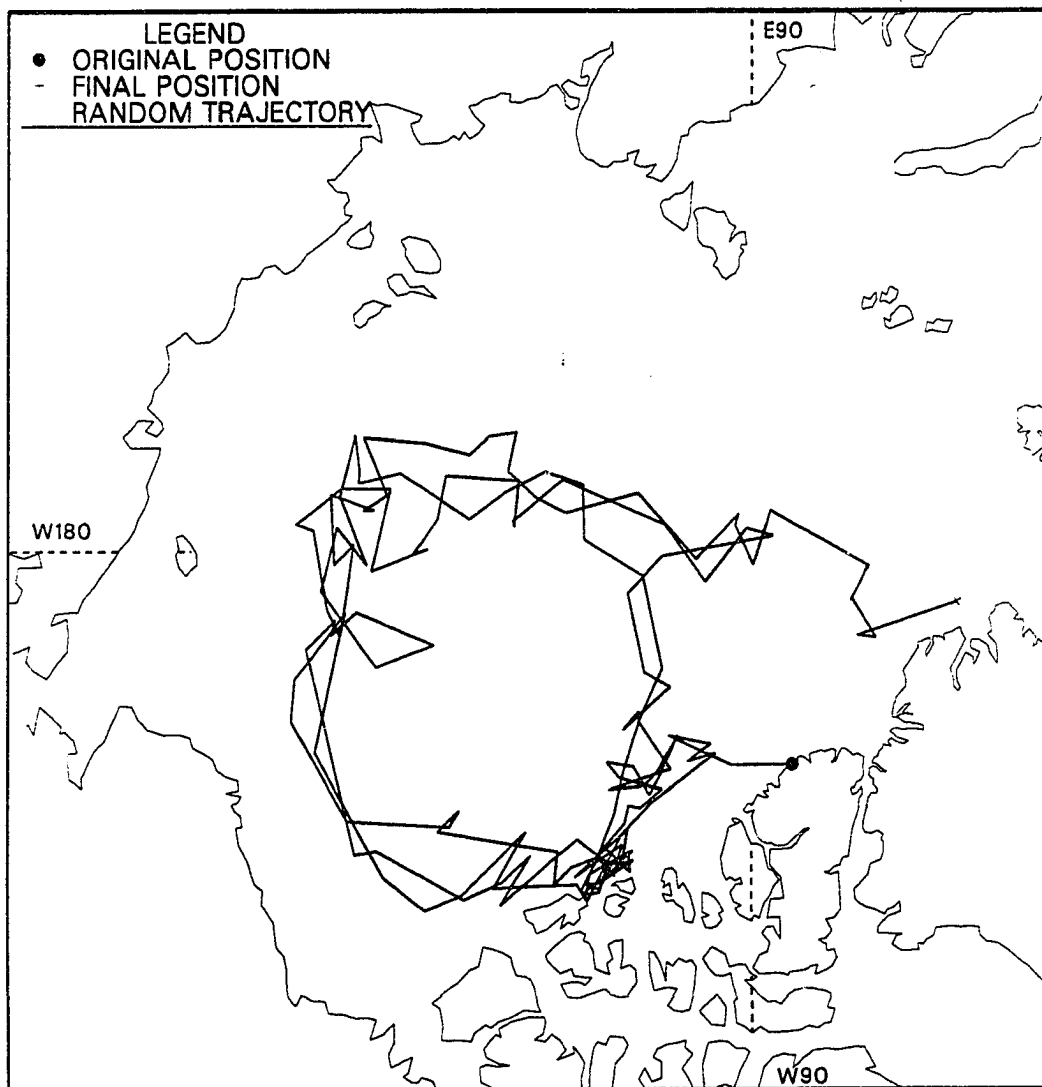 LEGEND
● ORIGINAL POSITION
- FINAL POSITION
RANDOM TRAJECTORY
E90
W180
W90